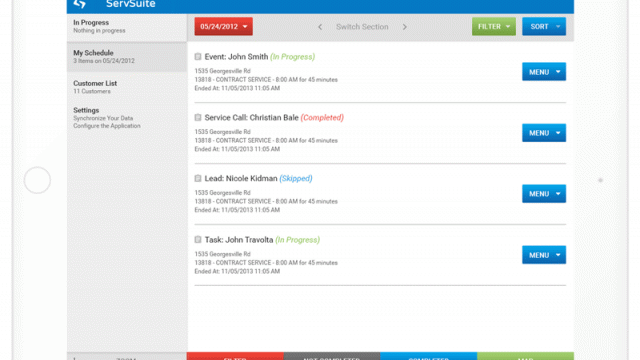 ServSuite
In Progress
Nothing in progress
My Schedule
3 Items on 05/24/2012
Customer List
11 Customers
Settings
Synchronize Your Data
Configure the Application
05/24/2012
Switch Section
FILTER
SORT
Event: John Smith (In Progress)
1535 Georgesville Rd
13818 - CONTRACT SERVICE - 8:00 AM for 45 minutes
Ended At: 11/05/2013 11:05 AM
MENU
Service Call: Christian Bale (Completed)
1535 Georgesville Rd
13818 - CONTRACT SERVICE - 8:00 AM for 45 minutes
Ended At: 11/05/2013 11:05 AM
MENU
Lead: Nicole Kidman (Skipped)
1535 Georgesville Rd
13818 - CONTRACT SERVICE - 8:00 AM for 45 minutes
Ended At: 11/05/2013 11:05 AM
MENU
Task: John Travolta (In Progress)
1535 Georgesville Rd
13818 - CONTRACT SERVICE - 8:00 AM for 45 minutes
Ended At: 11/05/2013 11:05 AM
MENU
ZOOM
FILTER
NOT COMPLETED
COMPLETED
MAP